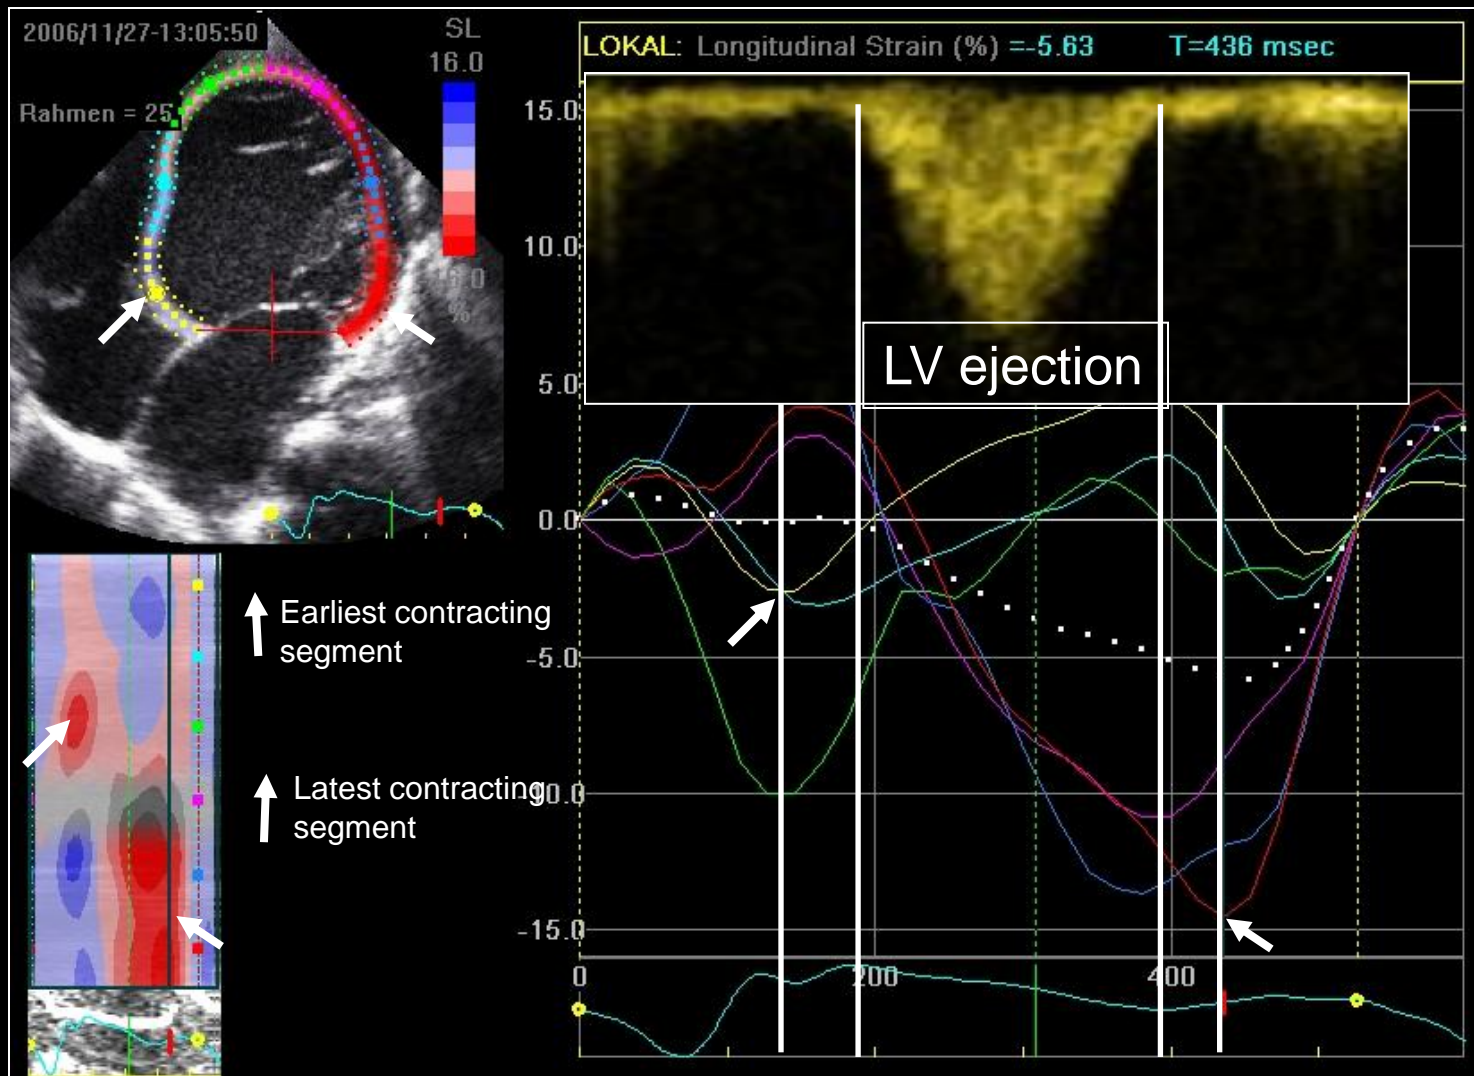 2006/11/27-13:05:50
SL
16.0
Rahmen = 25
%
LOKAL: Longitudinal Strain (%) =-5.63 T=436 msec
15.0
10.0
5.0
0.0
-5.0
-15.0
LV ejection
0
200
400
Earliest contracting
segment
Latest contracting
segment